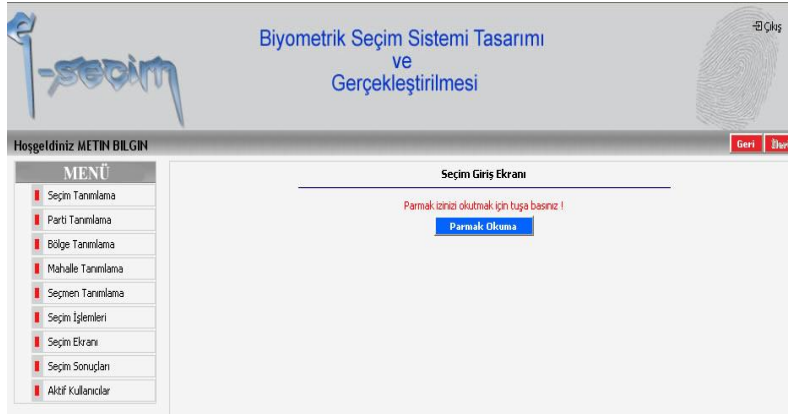 i-seçim
Biyometrik Seçim Sistemi Tasarımı
ve
Gerçekleştirilmesi
Çıkış
Hoşgeldiniz METIN BILGIN
Geri
MENÜ
Seçim Tanımlama
Parti Tanımlama
Bölge Tanımlama
Mahalle Tanımlama
Seçmen Tanımlama
Seçim İşlemleri
Seçim Ekranı
Seçim Sonuçları
Aktif Kullanıcılar
Seçim Giriş Ekranı
Parmak izinizi okutmak için tuşa basınız !
Parmak Okuma